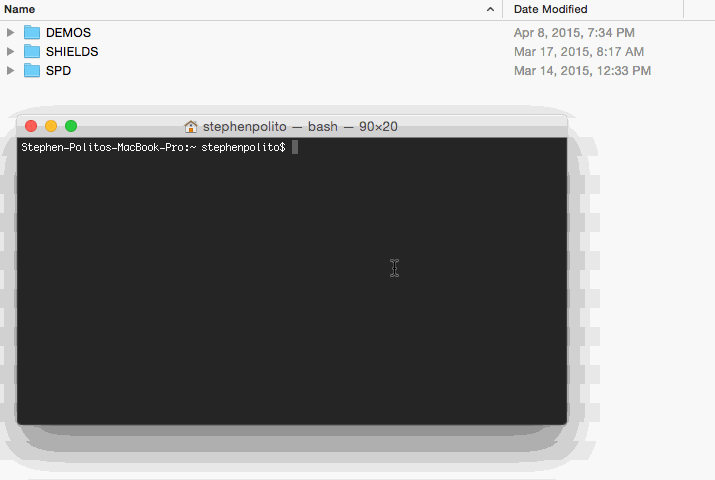 Name Date Modified
DEMOS Apr 8, 2015, 7:34 PM
SHIELDS Mar 17, 2015, 8:17 AM
SPD Mar 14, 2015, 12:33 PM
stephenpolito — bash — 90×20
Stephen-Politos-MacBook-Pro:~ stephenpolito$